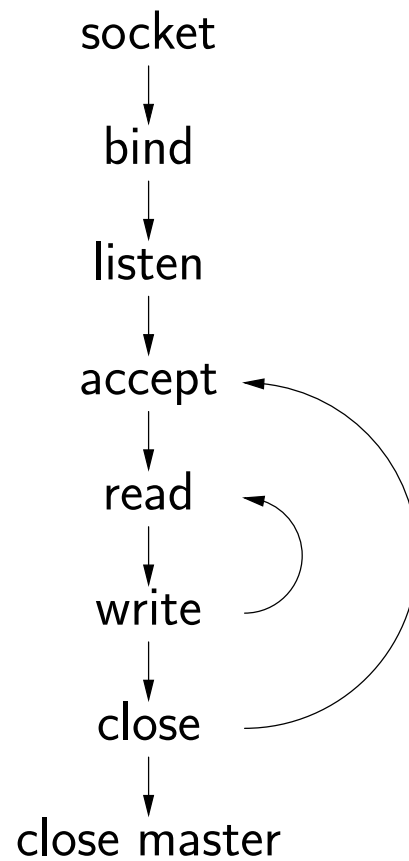 socket
bind
listen
accept
read
write
close
close master